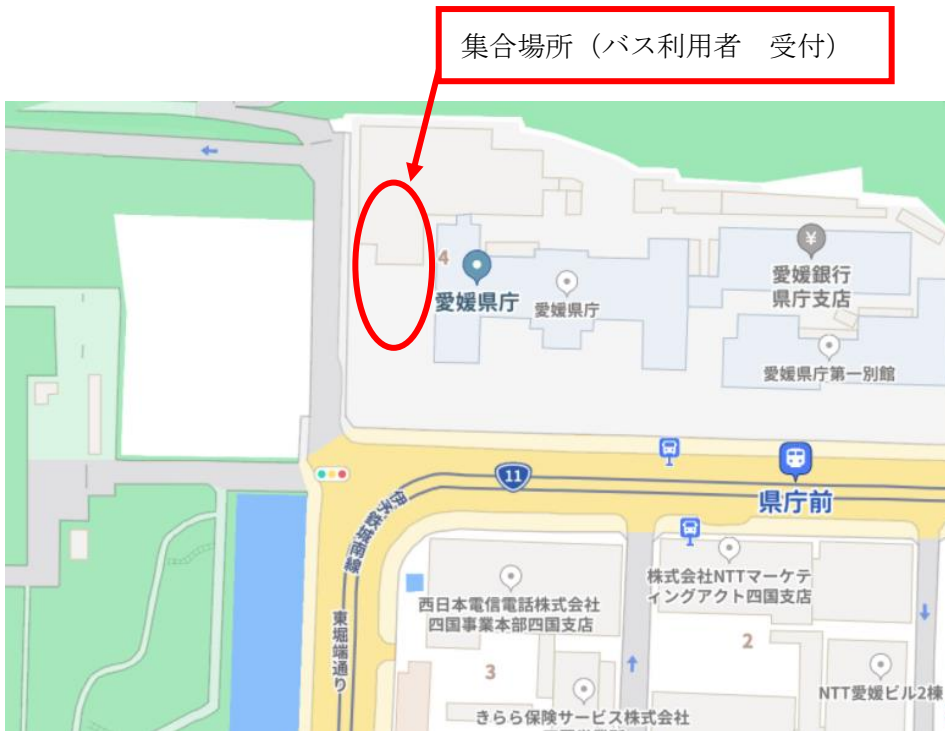 集合場所（バス利用者　受付）
4
愛媛県庁
愛媛県庁
愛媛銀行
県庁支店
愛媛県庁第一別館
11
県庁前
伊予鉄城南線
東堀端通り
西日本電信電話株式会社
四国事業本部四国支店
株式会社NTTマーケテ
ィングアクト四国支店
2
3
NTT愛媛ビル2棟
きらら保険サービス株式会社